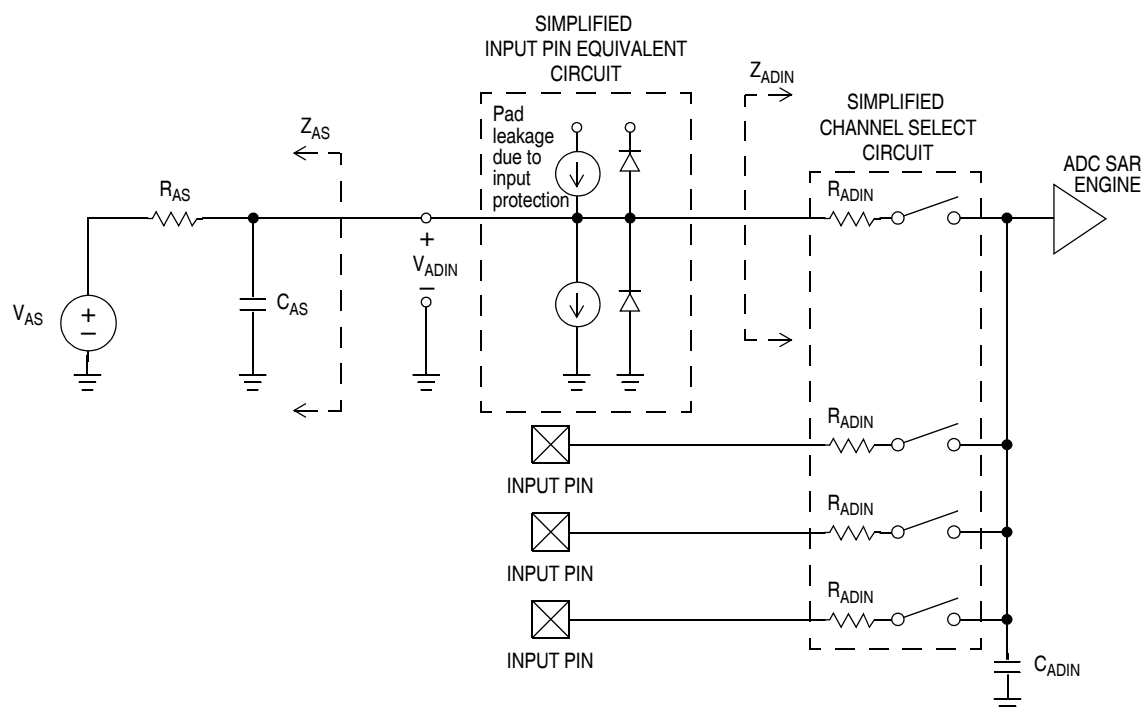 SIMPLIFIED
INPUT PIN EQUIVALENT
CIRCUIT
Pad
leakage
due to
input
protection
Z_ADIN
SIMPLIFIED
CHANNEL SELECT
CIRCUIT
ADC SAR
ENGINE
Z_AS
R_AS
R_ADIN
+
V_ADIN
–
V_AS
+
–
C_AS
R_ADIN
INPUT PIN
R_ADIN
INPUT PIN
R_ADIN
INPUT PIN
C_ADIN